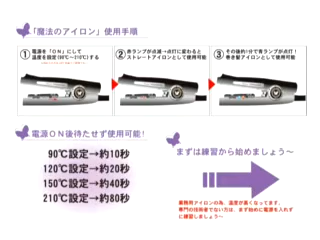 「魔法のアイロン」使用手順
① 電源を「ON」にして
温度を設定(90℃〜210℃)する
② 赤ランプが点滅→点灯に変わると
ストレートアイロンとして使用可能
③ その後約1分で青ランプが点灯!
巻き髪アイロンとして使用可能
電源ON後待たせず使用可能!
90℃設定→約10秒
120℃設定→約20秒
150℃設定→約40秒
210℃設定→約80秒
まずは練習から始めましょう〜
業務用アイロンの為、温度が高くなってます。
専門の技術者でない方は、まず始めに電源を入れず
に練習しましょう〜